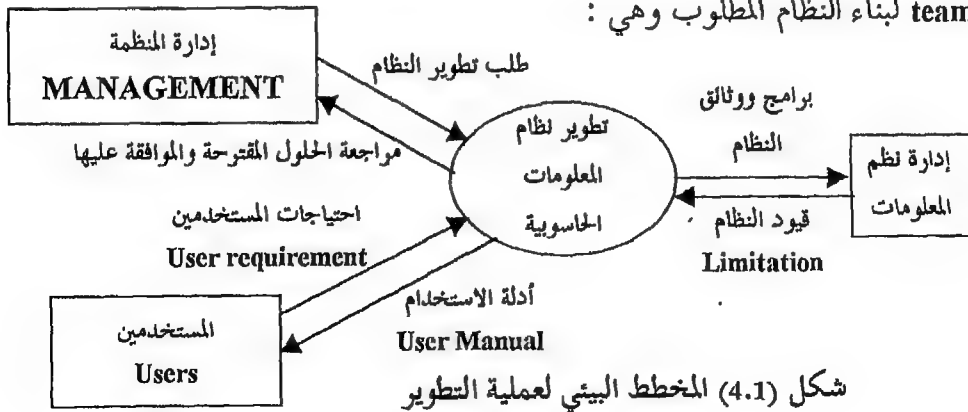 team لبناء النظام المطلوب وهي :
إدارة المنظمة
MANAGEMENT
طلب تطوير النظام
مراجعة الحلول المقترحة والموافقة عليها
تطوير نظام
المعلومات
الحاسوبية
برامج ووثائق
النظام
قيود النظام
Limitation
إدارة نظم
المعلومات
احتياجات المستخدمين
User requirement
أدلة الاستخدام
User Manual
المستخدمين
Users
شكل (4.1) المخطط البيئي لعملية التطوير